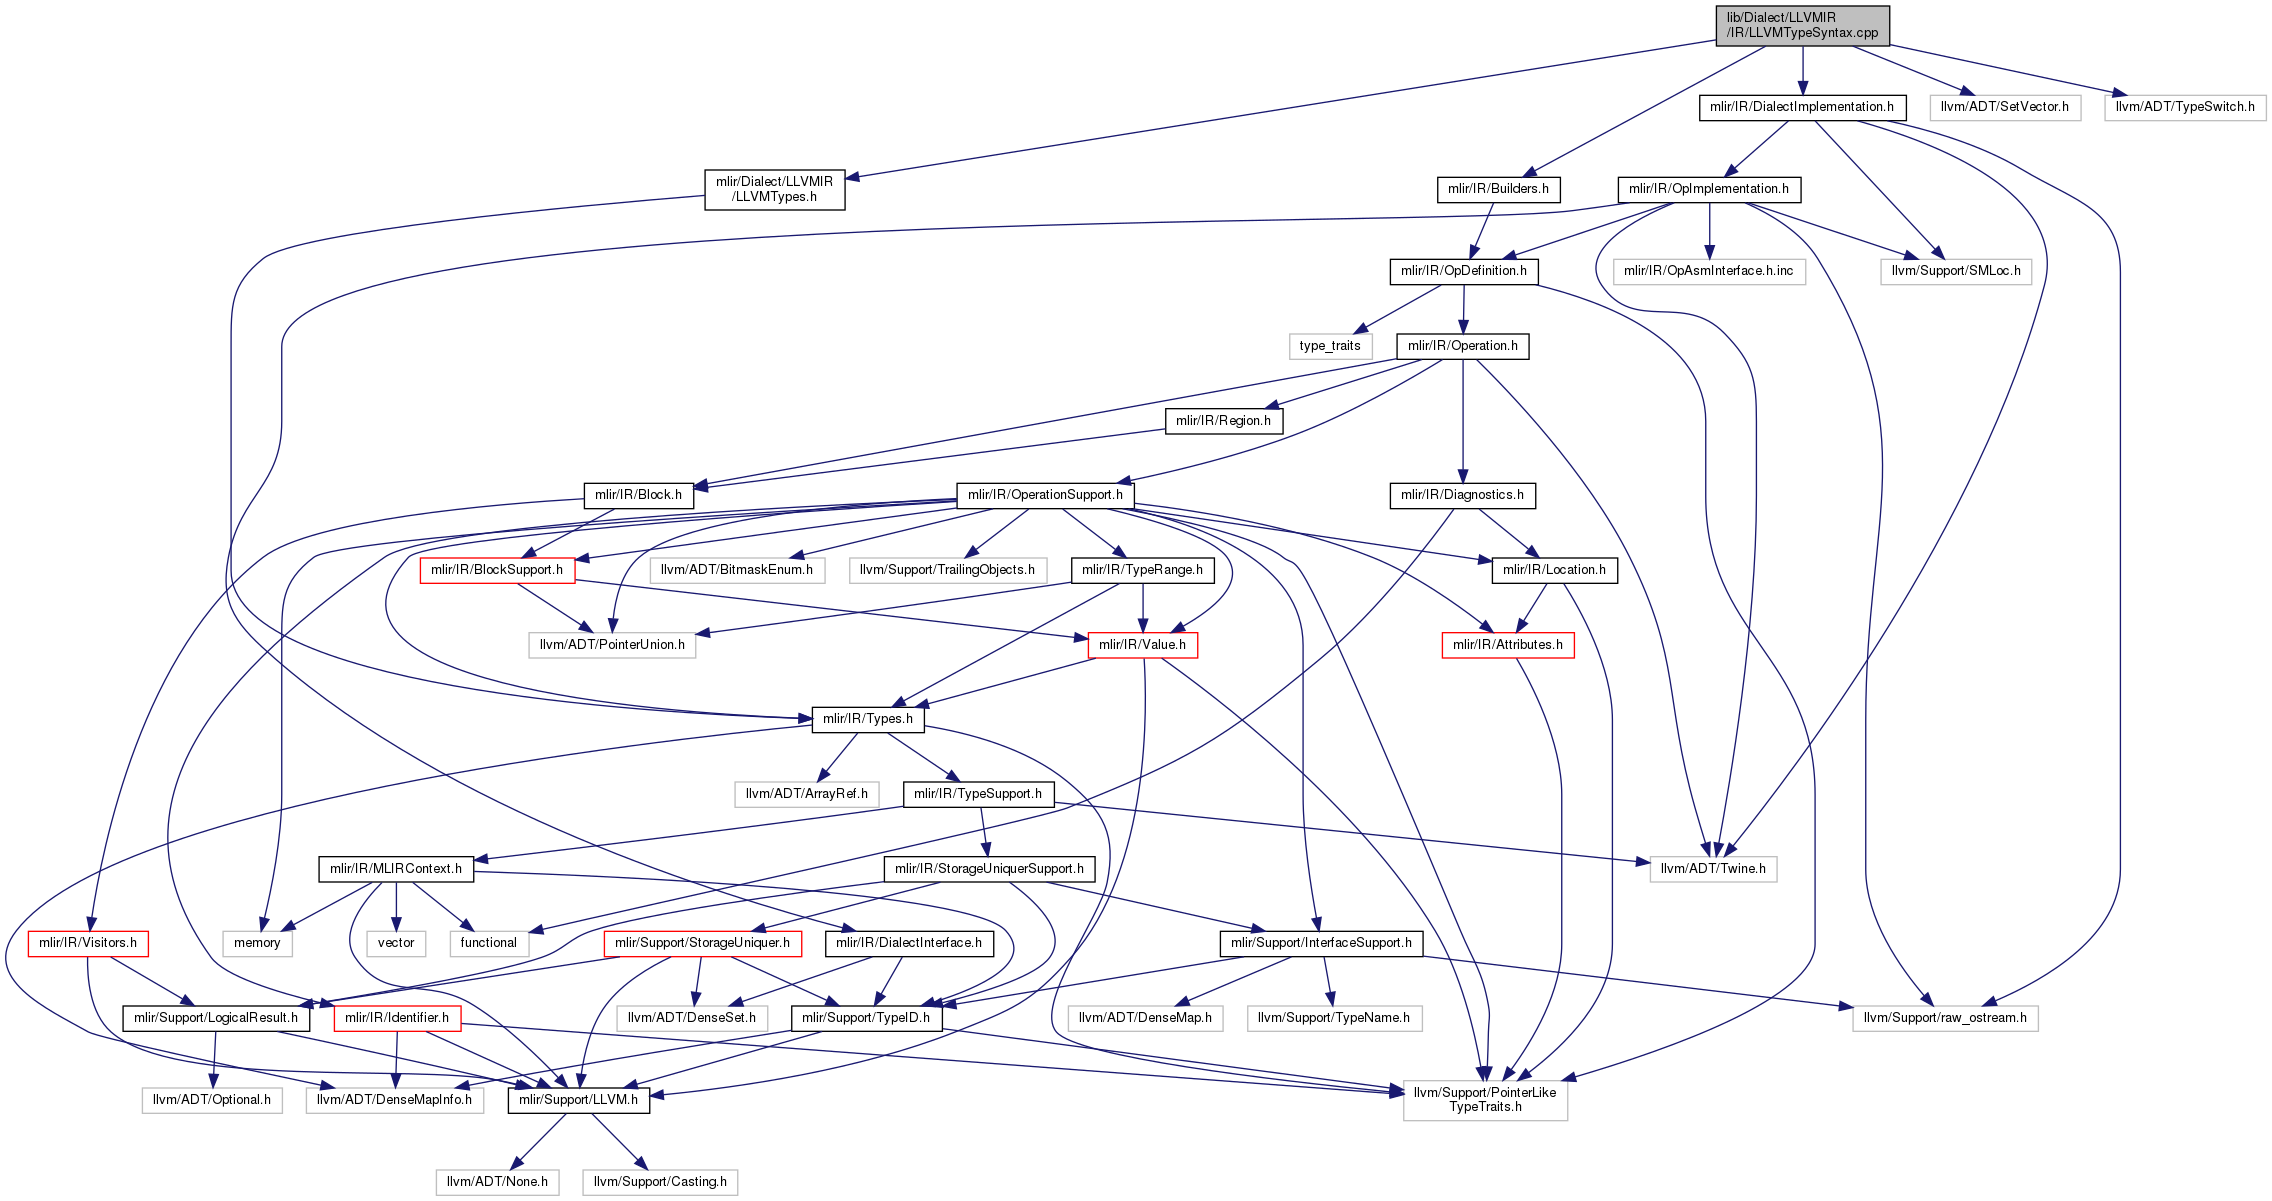 lib/Dialect/LLVMIR
/IR/LLVMTypeSyntax.cpp
mlir/IR/DialectImplementation.h
llvm/ADT/SetVector.h
llvm/ADT/TypeSwitch.h
mlir/Dialect/LLVMIR
/LLVMTypes.h
mlir/IR/Builders.h
mlir/IR/OpImplementation.h
mlir/IR/OpDefinition.h
mlir/IR/OpAsmInterface.h.inc
llvm/Support/SMLoc.h
type_traits
mlir/IR/Operation.h
mlir/IR/Region.h
mlir/IR/Block.h
mlir/IR/OperationSupport.h
mlir/IR/Diagnostics.h
mlir/IR/BlockSupport.h
llvm/ADT/BitmaskEnum.h
llvm/Support/TrailingObjects.h
mlir/IR/TypeRange.h
mlir/IR/Location.h
llvm/ADT/PointerUnion.h
mlir/IR/Value.h
mlir/IR/Attributes.h
mlir/IR/Types.h
llvm/ADT/ArrayRef.h
mlir/IR/TypeSupport.h
mlir/IR/MLIRContext.h
mlir/IR/StorageUniquerSupport.h
llvm/ADT/Twine.h
mlir/IR/Visitors.h
memory
vector
functional
mlir/Support/StorageUniquer.h
mlir/IR/DialectInterface.h
mlir/Support/InterfaceSupport.h
mlir/Support/LogicalResult.h
mlir/IR/Identifier.h
llvm/ADT/DenseSet.h
mlir/Support/TypeID.h
llvm/ADT/DenseMap.h
llvm/Support/TypeName.h
llvm/Support/raw_ostream.h
llvm/ADT/Optional.h
llvm/ADT/DenseMapInfo.h
mlir/Support/LLVM.h
llvm/Support/PointerLike
TypeTraits.h
llvm/ADT/None.h
llvm/Support/Casting.h